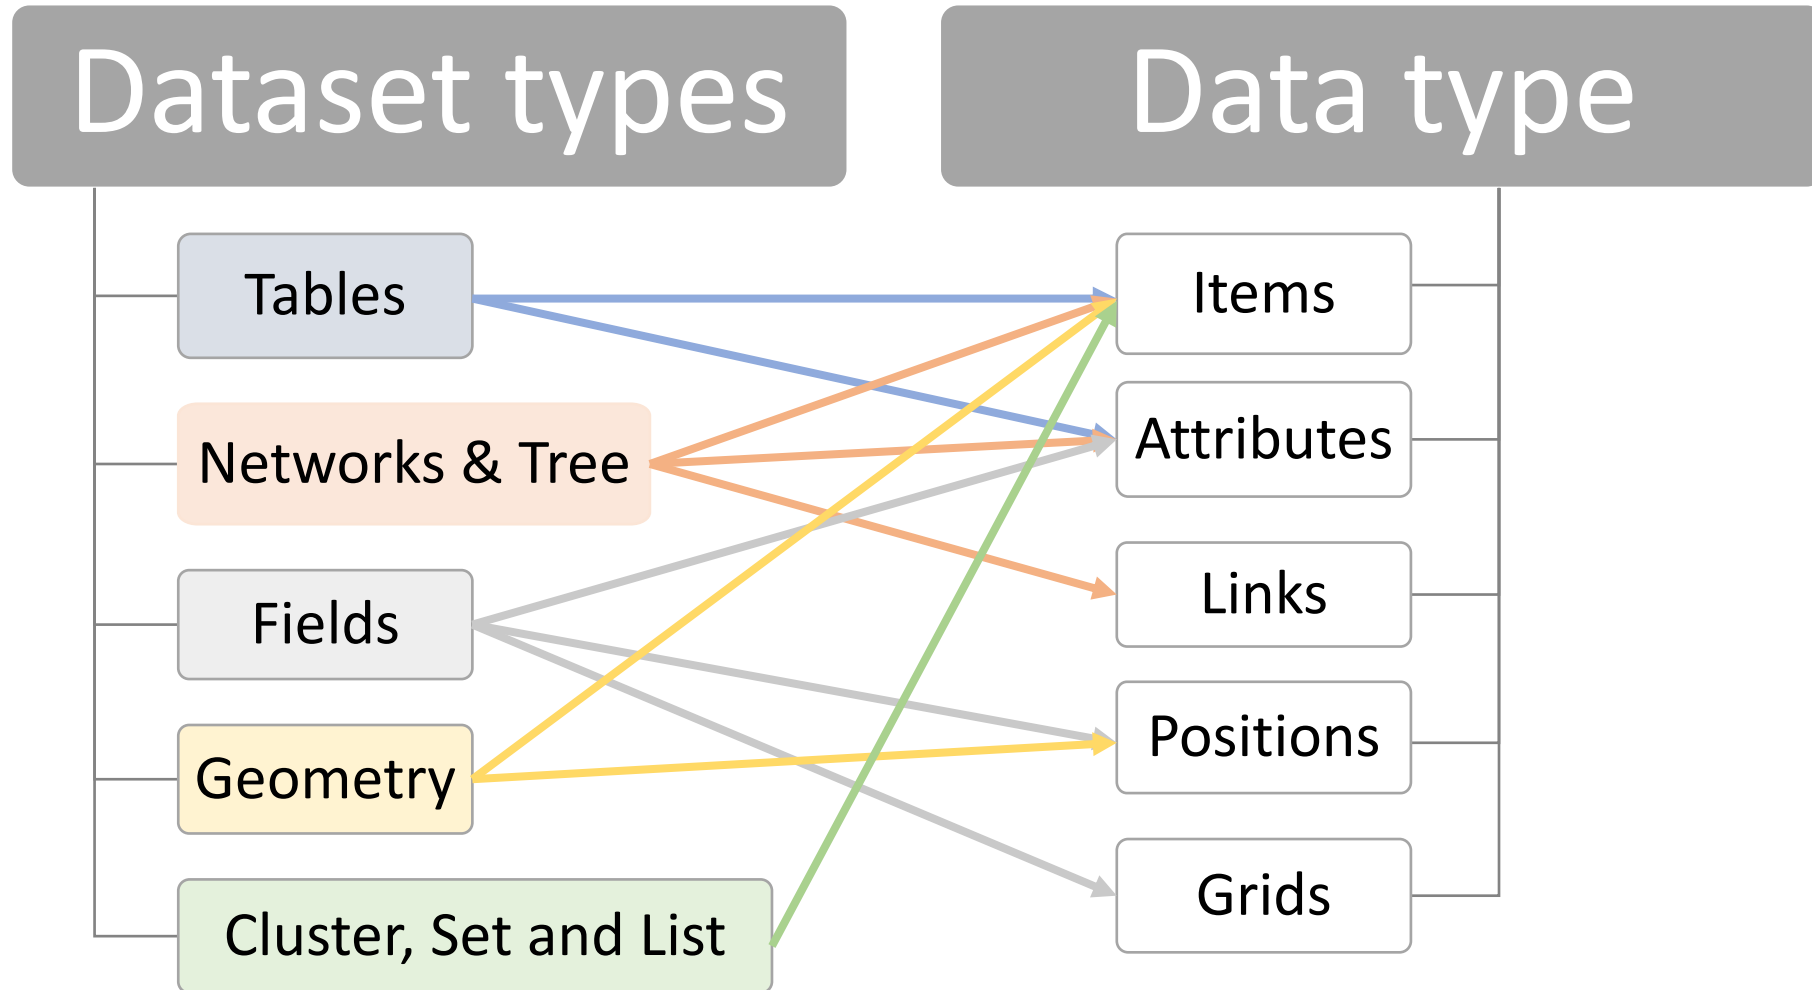 Dataset types
Data type
Tables
Networks & Tree
Fields
Geometry
Cluster, Set and List
Items
Attributes
Links
Positions
Grids